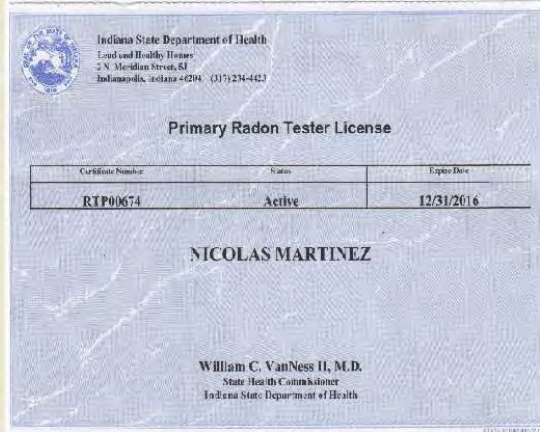 Indiana State Department of Health
Lead and Healthy Homes
2 N. Meridian Street, 5J
Indianapolis, Indiana 46204 (317) 234-4423
Primary Radon Tester License
Certificate Number Status Expire Date
RTP00674 Active 12/31/2016
NICOLAS MARTINEZ
William C. VanNess II, M.D.
State Health Commissioner
Indiana State Department of Health